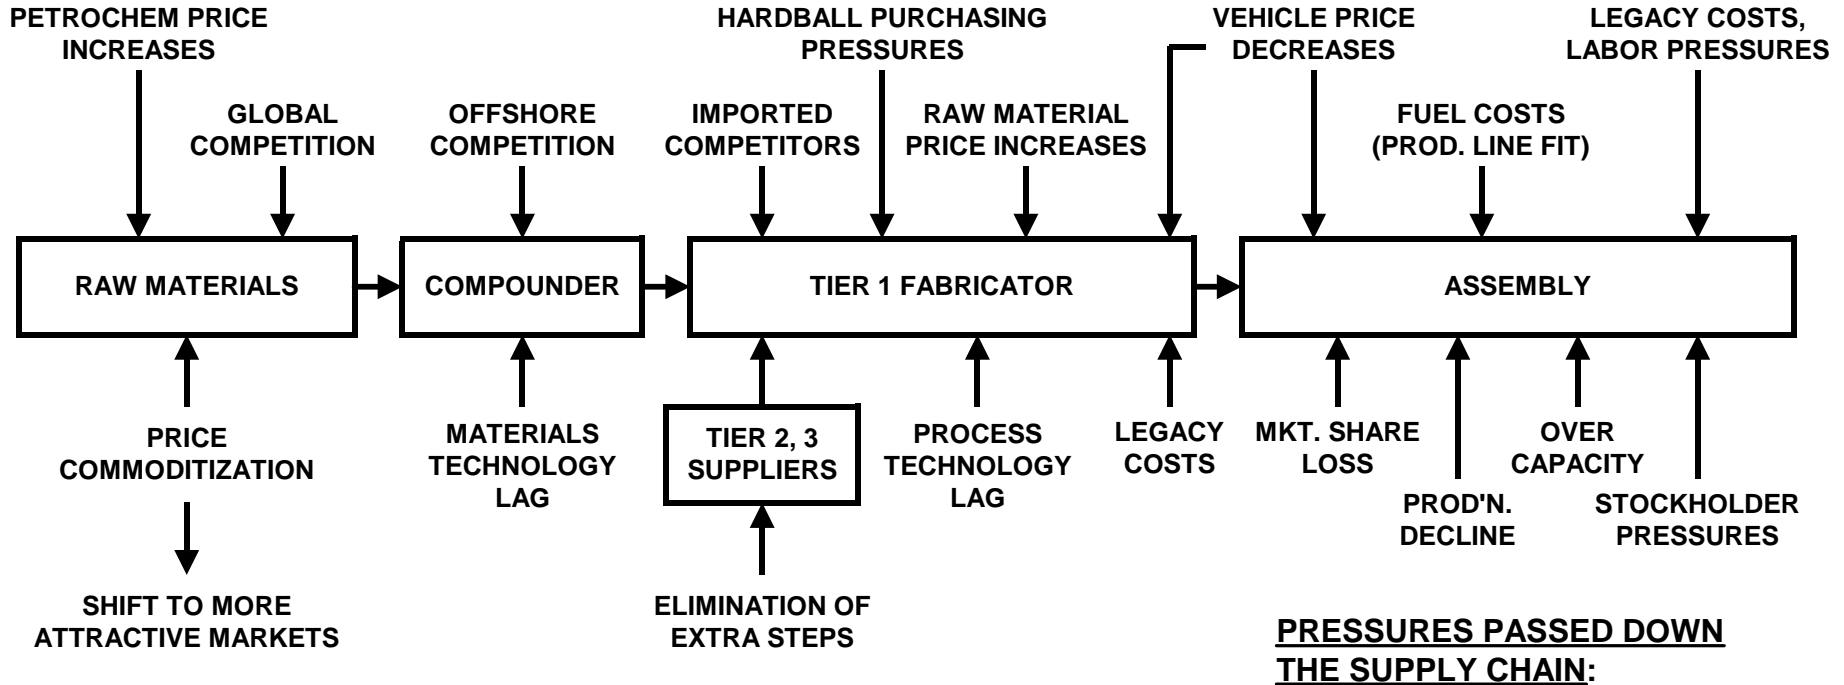 PETROCHEM PRICE
INCREASES
HARDBALL PURCHASING
PRESSURES
VEHICLE PRICE
DECREASES
LEGACY COSTS,
LABOR PRESSURES
GLOBAL
COMPETITION
OFFSHORE
COMPETITION
IMPORTED
COMPETITORS
RAW MATERIAL
PRICE INCREASES
FUEL COSTS
(PROD. LINE FIT)
RAW MATERIALS
COMPOUNDER
TIER 1 FABRICATOR
ASSEMBLY
PRICE
COMMODITIZATION
MATERIALS
TECHNOLOGY
LAG
TIER 2, 3
SUPPLIERS
PROCESS
TECHNOLOGY
LAG
LEGACY
COSTS
MKT. SHARE
LOSS
PROD'N.
DECLINE
OVER
CAPACITY
STOCKHOLDER
PRESSURES
SHIFT TO MORE
ATTRACTIVE MARKETS
ELIMINATION OF
EXTRA STEPS
PRESSURES PASSED DOWN
THE SUPPLY CHAIN: